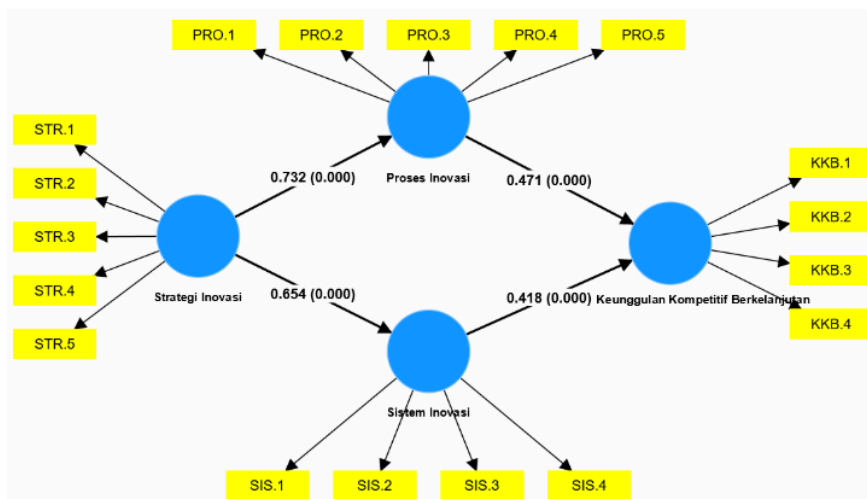 PRO.1
PRO.2
PRO.3
PRO.4
PRO.5
STR.1
STR.2
STR.3
STR.4
STR.5
0.732 (0.000)
Proses Inovasi
0.471 (0.000)
KKB.1
KKB.2
KKB.3
KKB.4
Strategi Inovasi
0.654 (0.000)
0.418 (0.000)
Keunggulan Kompetitif Berkelanjutan
Sistem Inovasi
SIS.1
SIS.2
SIS.3
SIS.4